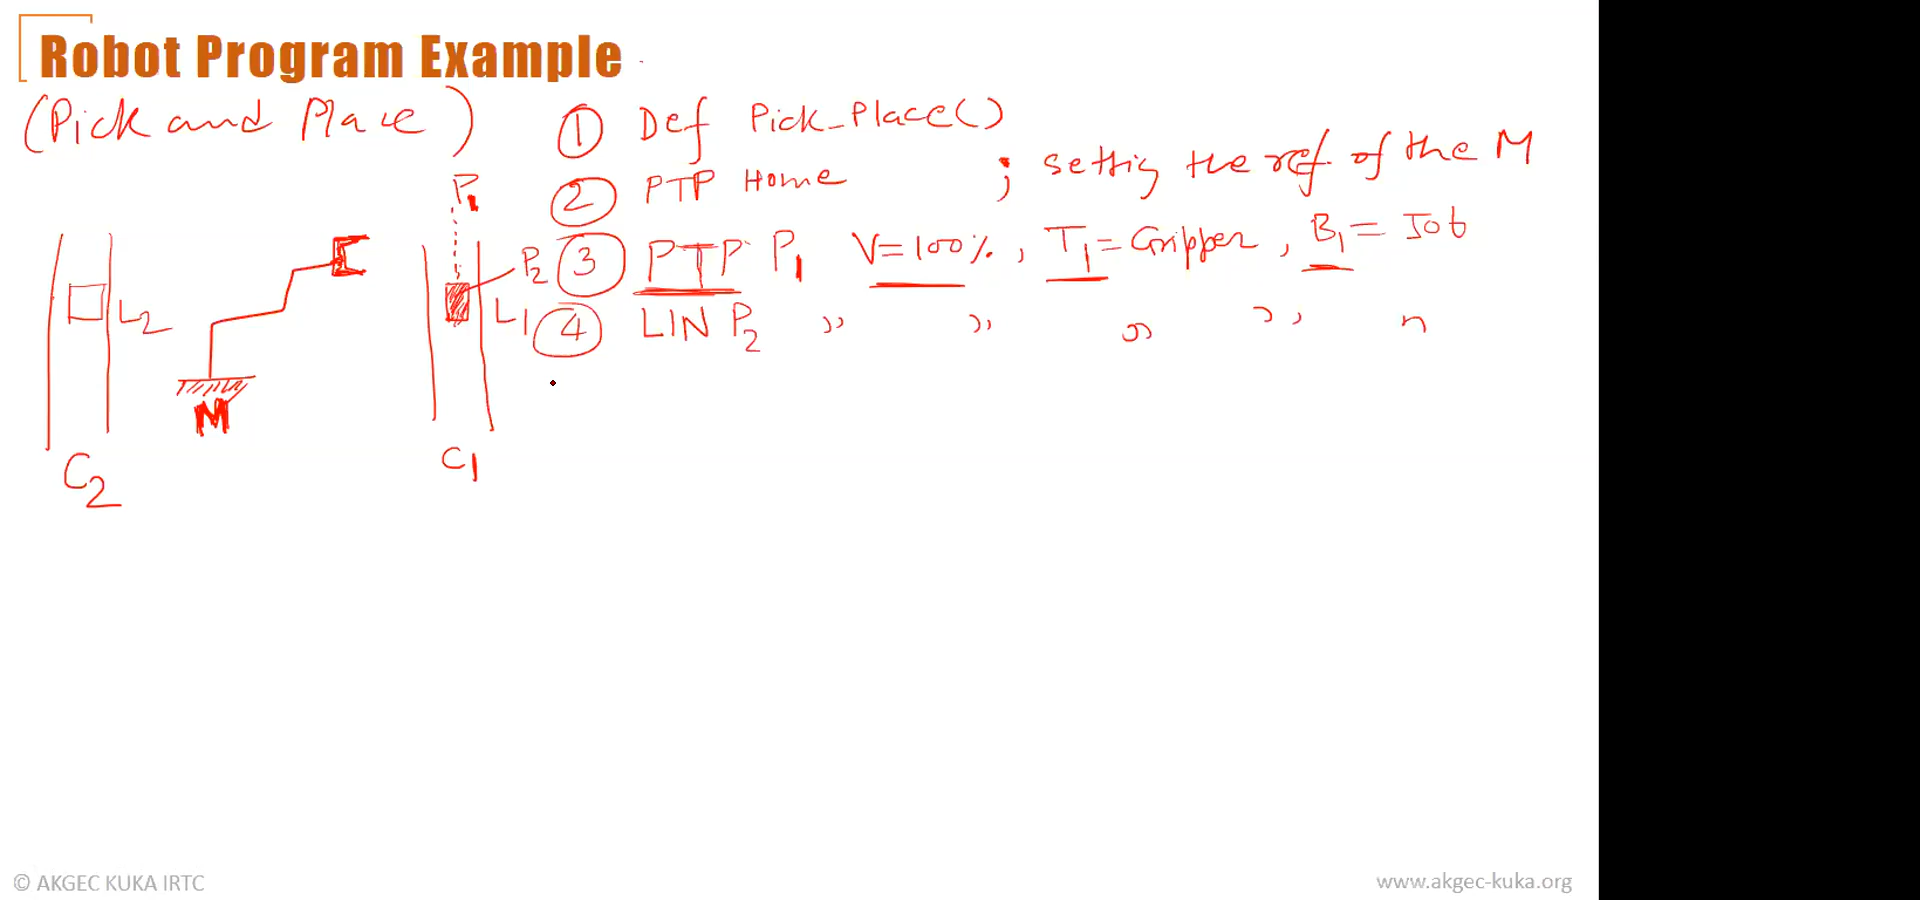 Robot Program Example
(Pick and Place)
① Def Pick_Place()
② PTP Home ; setting the ref. of the M
③ PTP P1 V=100%, T1=Gripper, B1=Job
④ LIN P2 ,, ,, ,, ,, n
P1
P2
L1
L2
M
C1
C2
© AKGEC KUKA IRTC
www.akgec-kuka.org